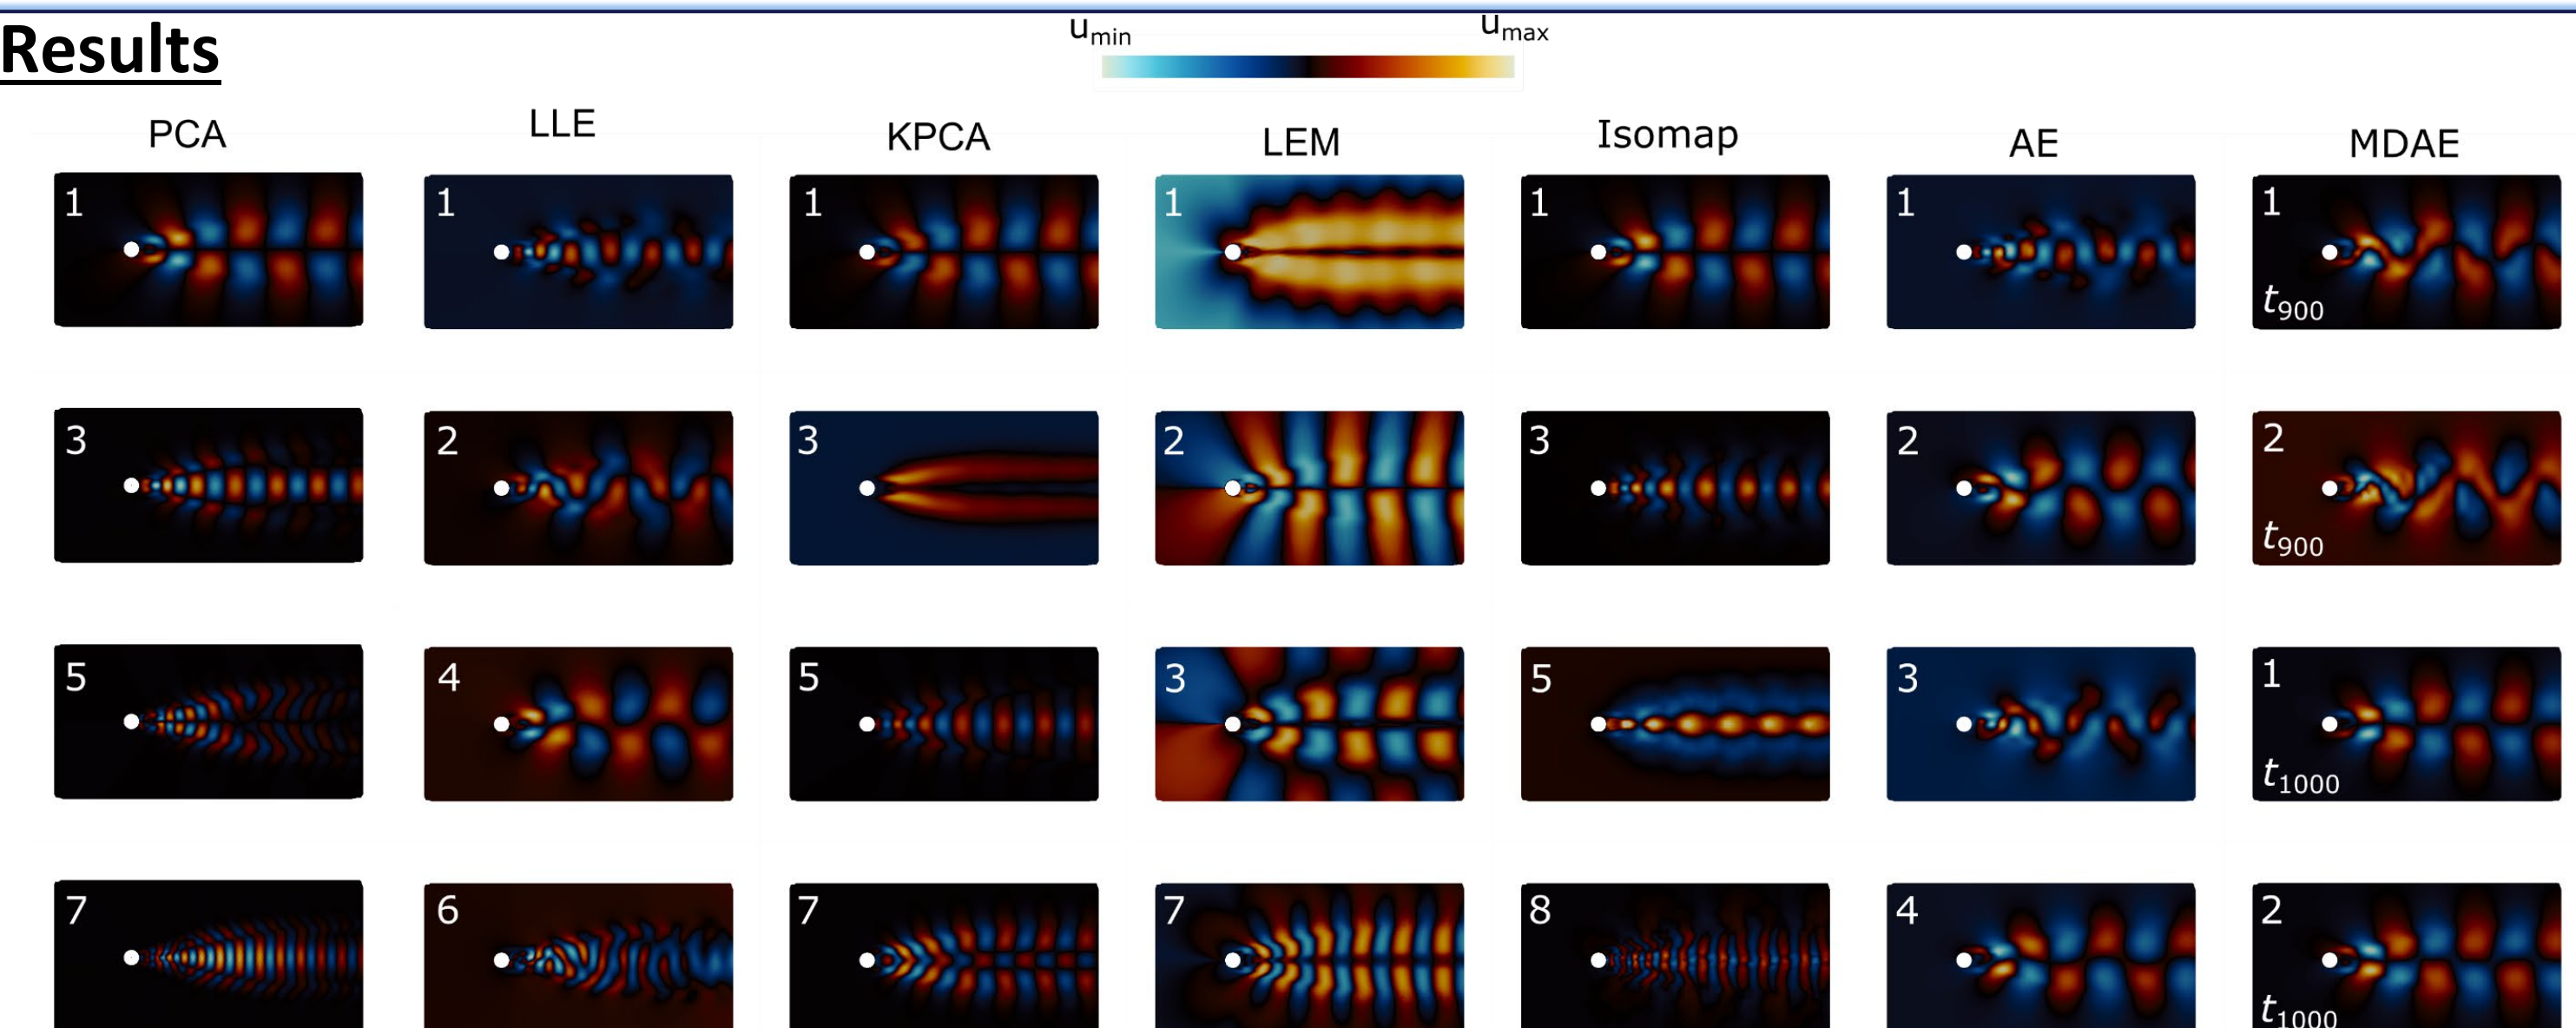 Results
umin umax
PCA LLE KPCA LEM Isomap AE MDAE
1 1 1 1 1 1 1
t900
3 2 3 2 3 2 2
t900
5 4 5 3 5 3 1
t1000
7 6 7 7 8 4 2
t1000